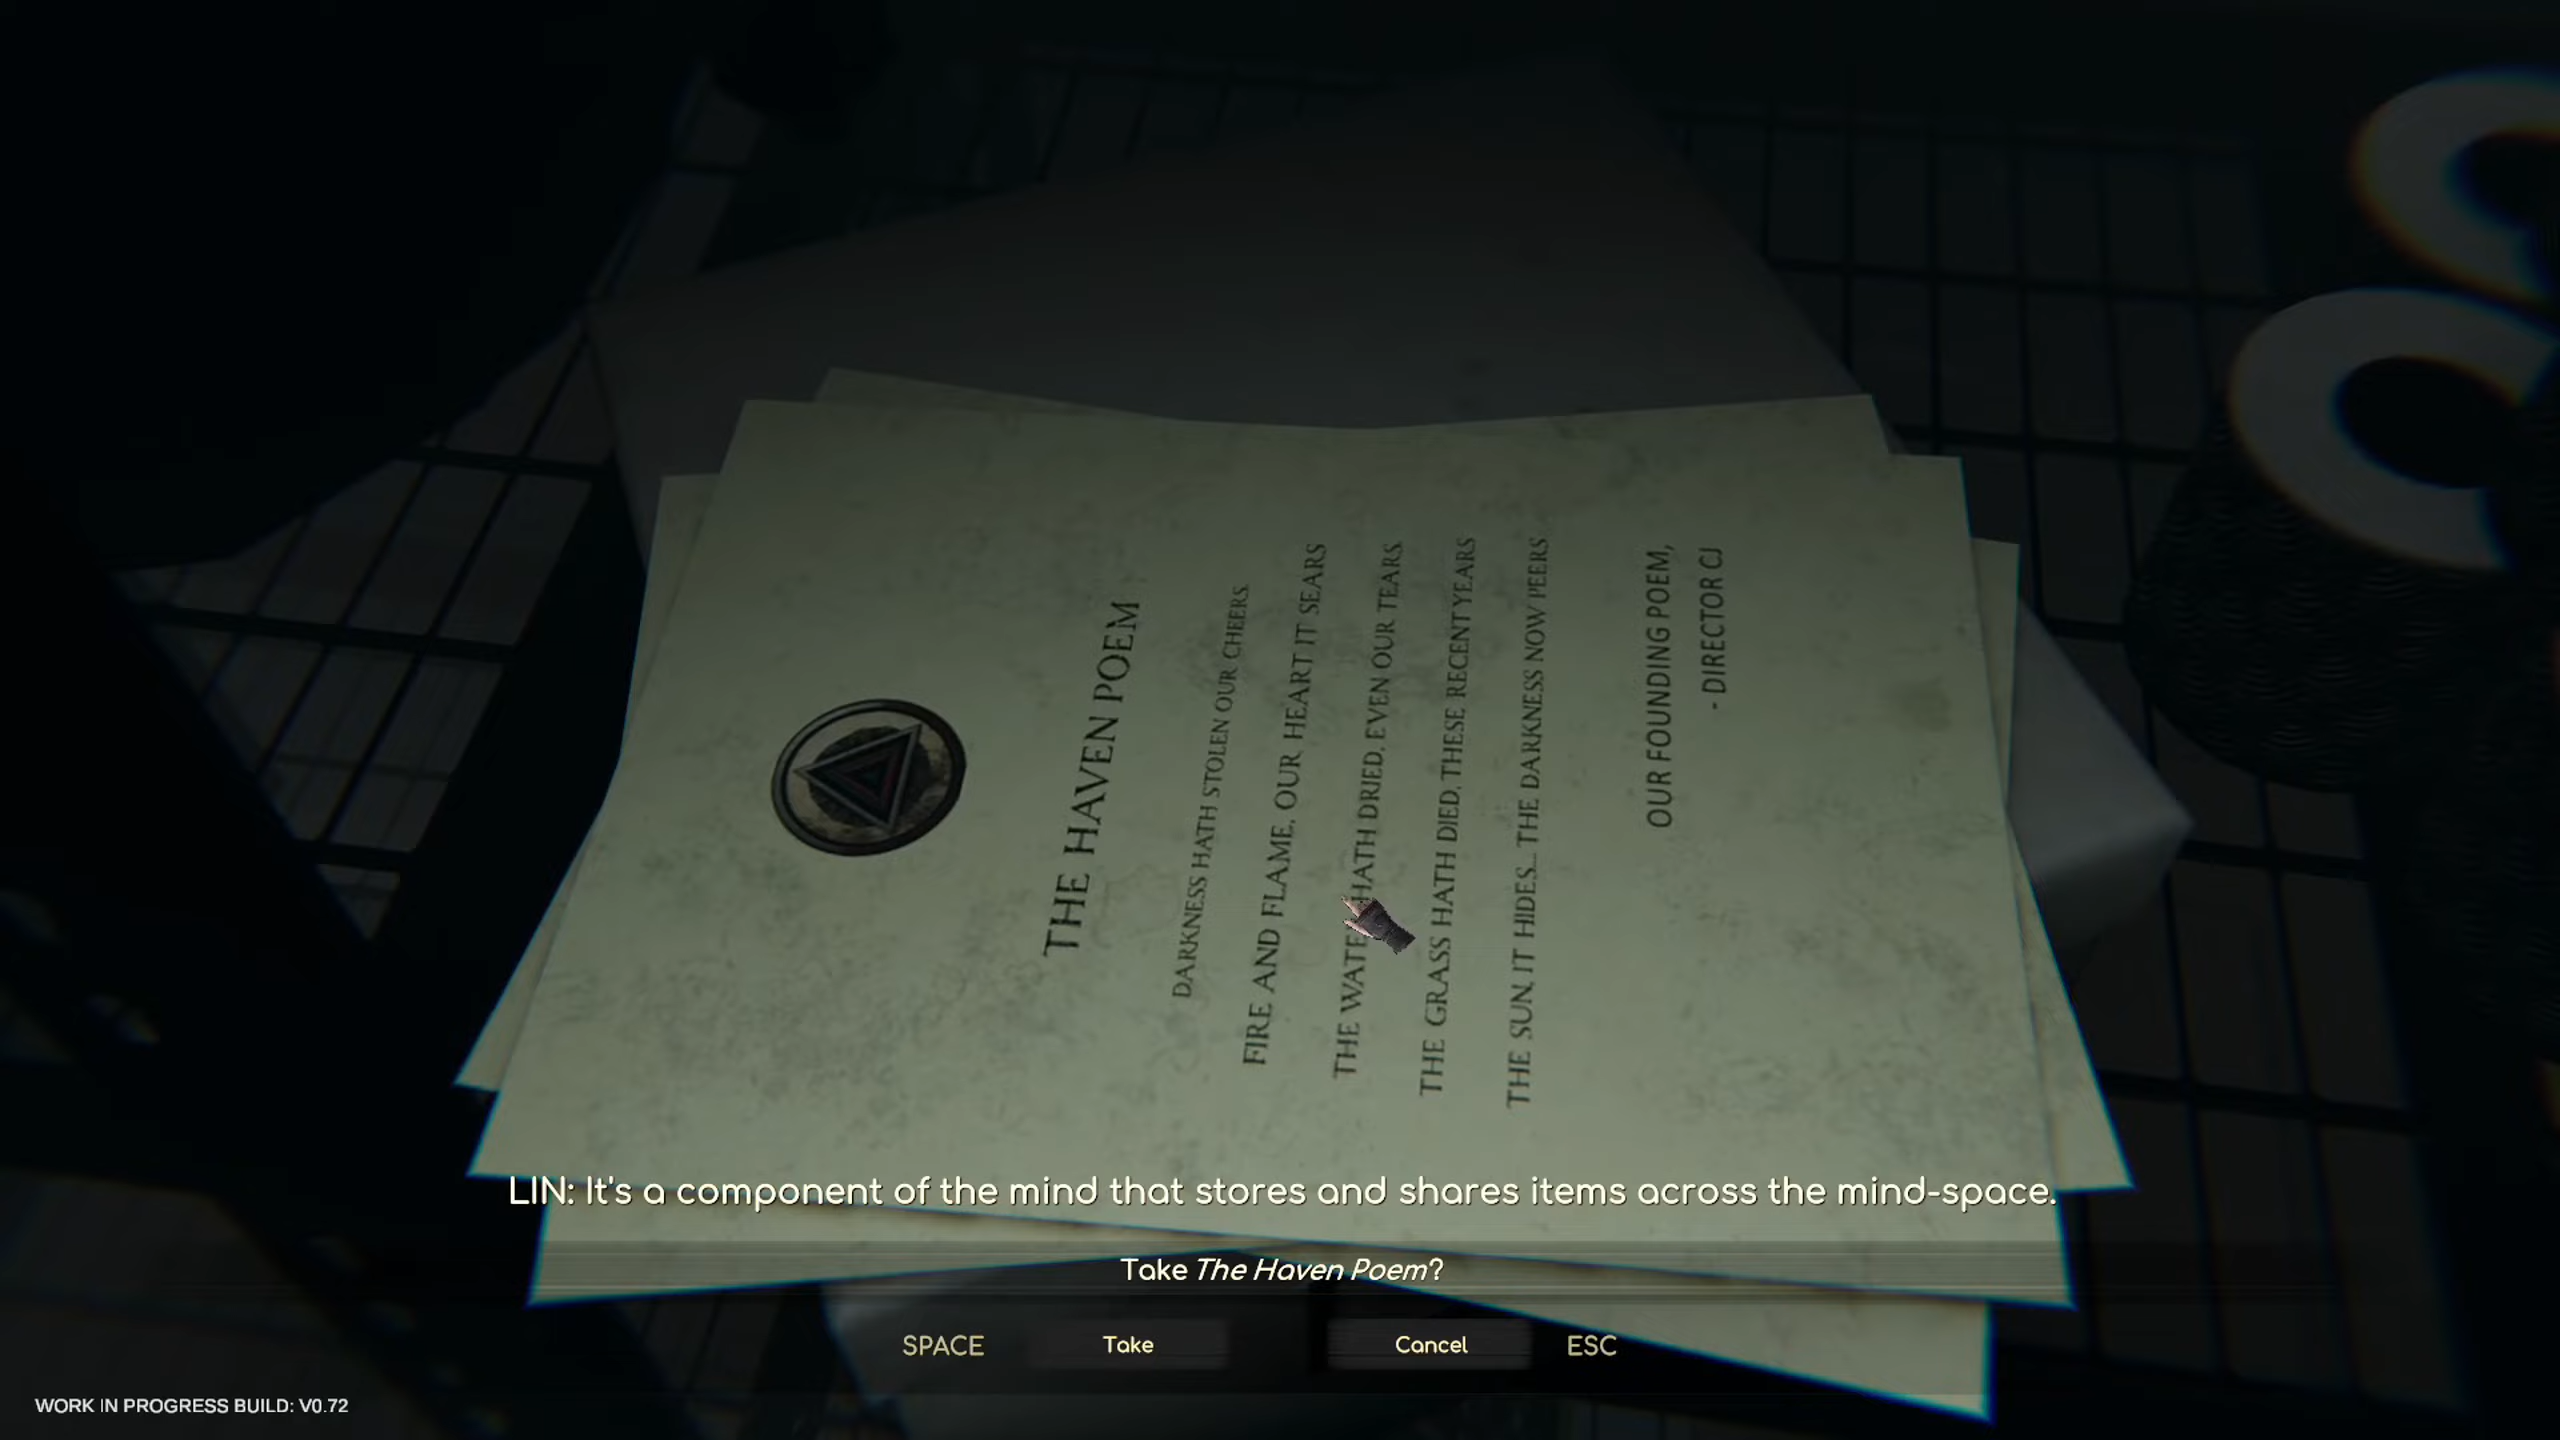 THE HAVEN POEM
DARKNESS HATH STOLEN OUR CHEERS.
FIRE AND FLAME, OUR HEART IT SEARS
THE WATE HATH DRIED, EVEN OUR TEARS.
THE GRASS HATH DIED, THESE RECENT YEARS
THE SUN, IT HIDES... THE DARKNESS NOW PEERS.
OUR FOUNDING POEM,
- DIRECTOR CJ
LIN: It's a component of the mind that stores and shares items across the mind-space.
Take The Haven Poem?
SPACE Take Cancel ESC
WORK IN PROGRESS BUILD: V0.72